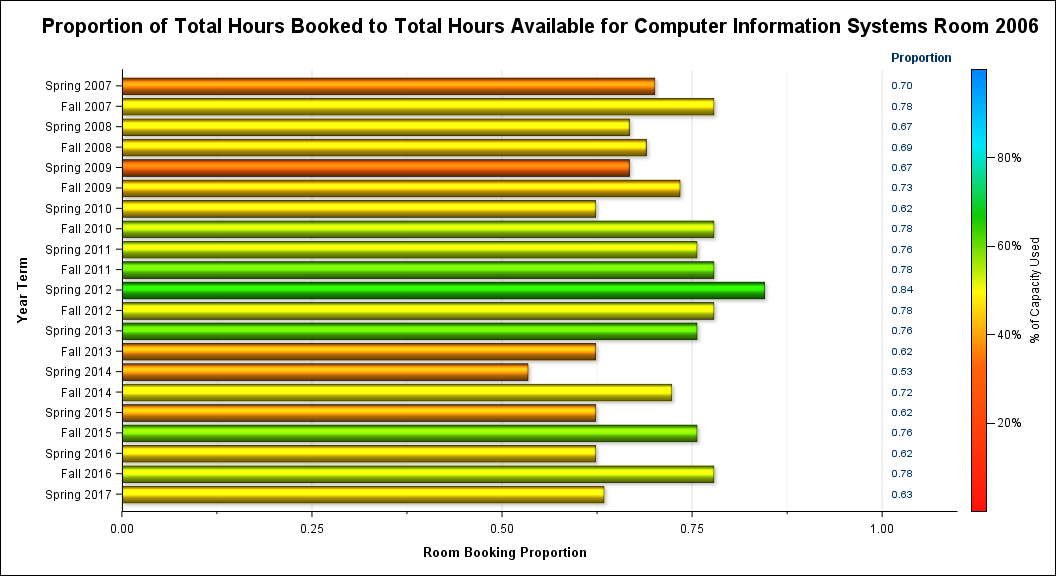 Proportion of Total Hours Booked to Total Hours Available for Computer Information Systems Room 2006
Proportion
Spring 2007 0.70
Fall 2007 0.78
Spring 2008 0.67
Fall 2008 0.69
Spring 2009 0.67
Fall 2009 0.73
Spring 2010 0.62
Fall 2010 0.78
Spring 2011 0.76
Fall 2011 0.78
Spring 2012 0.84
Fall 2012 0.78
Spring 2013 0.76
Fall 2013 0.62
Spring 2014 0.53
Fall 2014 0.72
Spring 2015 0.62
Fall 2015 0.76
Spring 2016 0.62
Fall 2016 0.78
Spring 2017 0.63
Year Term
0.00 0.25 0.50 0.75 1.00
Room Booking Proportion
80%
60%
40%
20%
% of Capacity Used